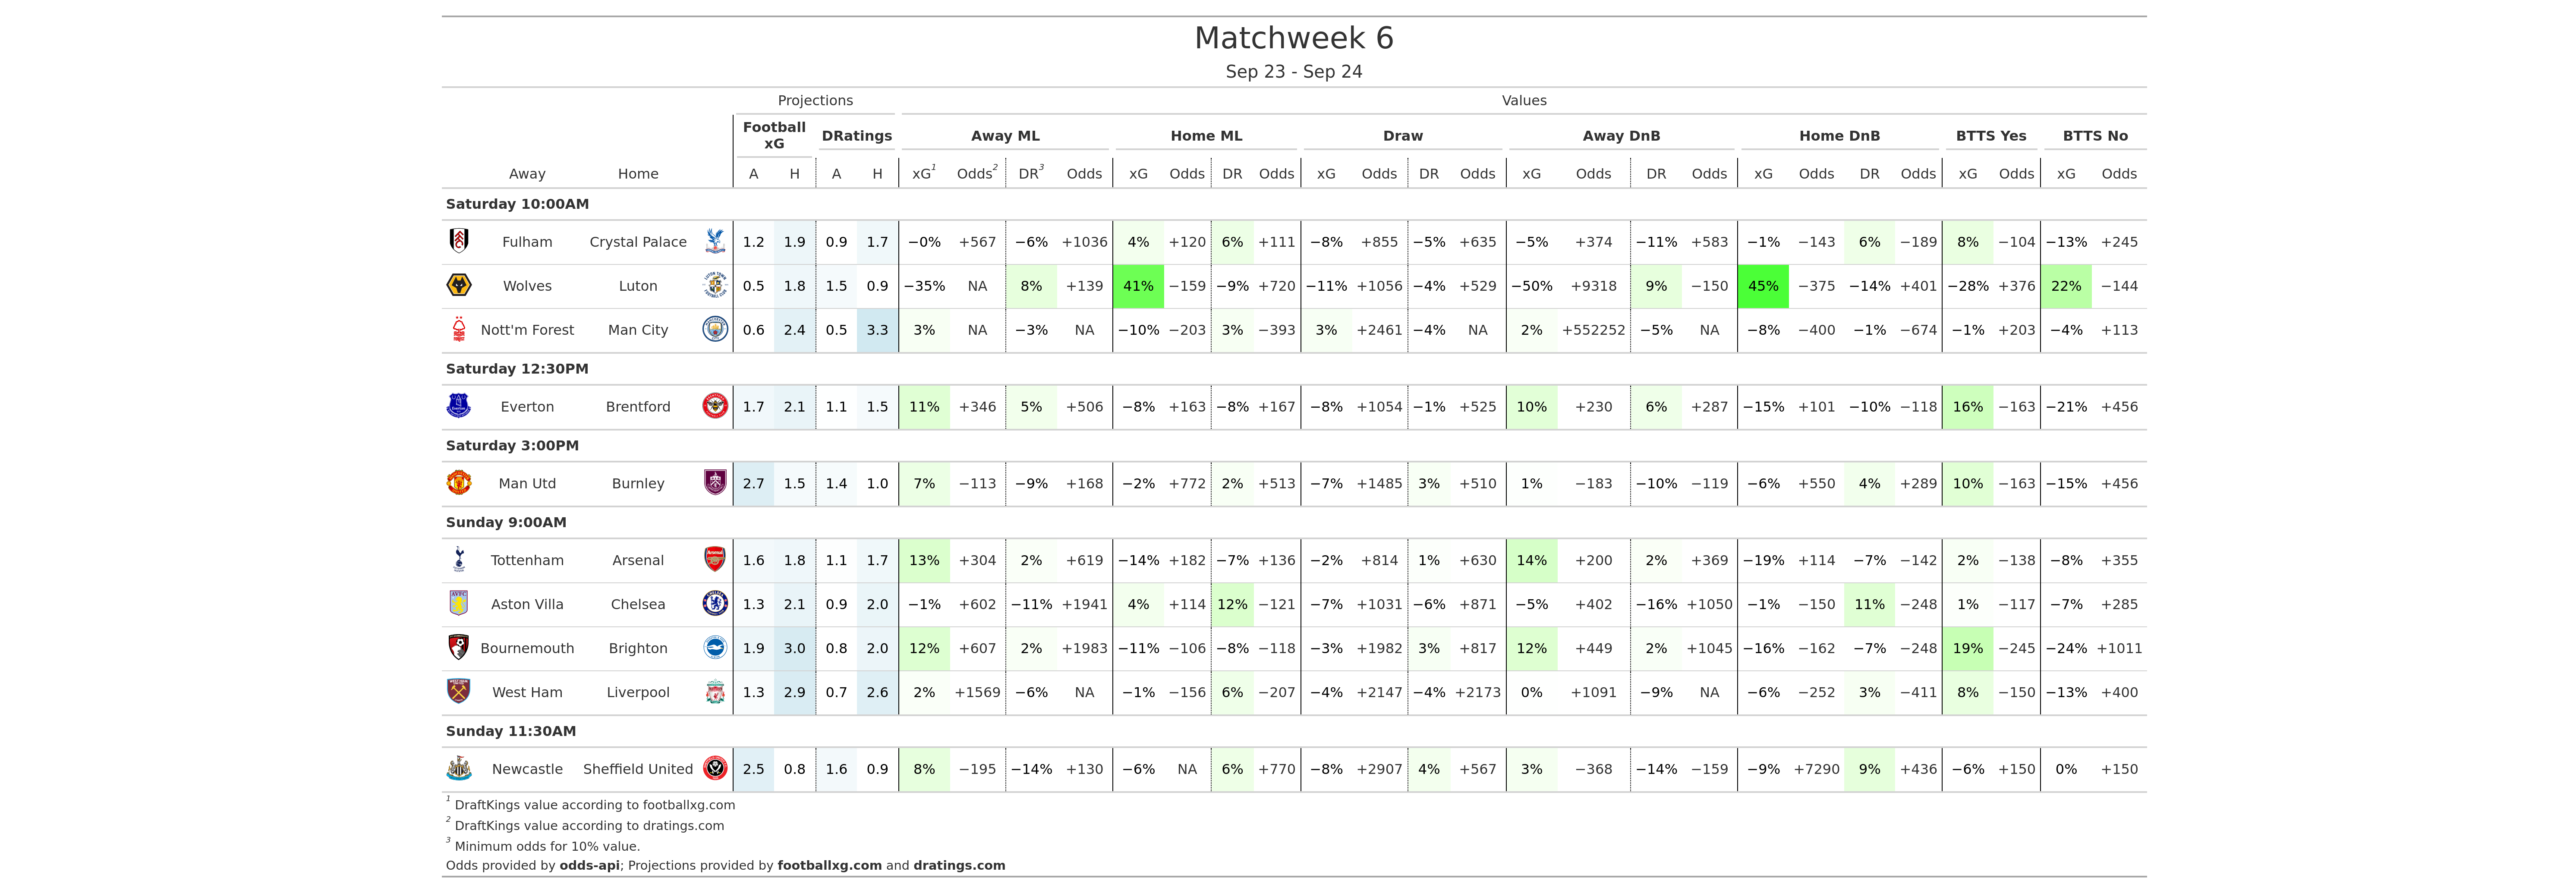 Matchweek 6
Sep 23 - Sep 24
Projections Values
Football xG DRatings Away ML Home ML Draw Away DnB Home DnB BTTS Yes BTTS No
Away Home A H A H xG1 Odds2 DR3 Odds xG Odds DR Odds xG Odds DR Odds xG Odds DR Odds xG Odds DR Odds xG Odds xG Odds
Saturday 10:00AM
Fulham Crystal Palace 1.2 1.9 0.9 1.7 −0% +567 −6% +1036 4% +120 6% +111 −8% +855 −5% +635 −5% +374 −11% +583 −1% −143 6% −189 8% −104 −13% +245
Wolves Luton 0.5 1.8 1.5 0.9 −35% NA 8% +139 41% −159 −9% +720 −11% +1056 −4% +529 −50% +9318 9% −150 45% −375 −14% +401 −28% +376 22% −144
Nott'm Forest Man City 0.6 2.4 0.5 3.3 3% NA −3% NA −10% −203 3% −393 3% +2461 −4% NA 2% +552252 −5% NA −8% −400 −1% −674 −1% +203 −4% +113
Saturday 12:30PM
Everton Brentford 1.7 2.1 1.1 1.5 11% +346 5% +506 −8% +163 −8% +167 −8% +1054 −1% +525 10% +230 6% +287 −15% +101 −10% −118 16% −163 −21% +456
Saturday 3:00PM
Man Utd Burnley 2.7 1.5 1.4 1.0 7% −113 −9% +168 −2% +772 2% +513 −7% +1485 3% +510 1% −183 −10% −119 −6% +550 4% +289 10% −163 −15% +456
Sunday 9:00AM
Tottenham Arsenal 1.6 1.8 1.1 1.7 13% +304 2% +619 −14% +182 −7% +136 −2% +814 1% +630 14% +200 2% +369 −19% +114 −7% −142 2% −138 −8% +355
Aston Villa Chelsea 1.3 2.1 0.9 2.0 −1% +602 −11% +1941 4% +114 12% −121 −7% +1031 −6% +871 −5% +402 −16% +1050 −1% −150 11% −248 1% −117 −7% +285
Bournemouth Brighton 1.9 3.0 0.8 2.0 12% +607 2% +1983 −11% −106 −8% −118 −3% +1982 3% +817 12% +449 2% +1045 −16% −162 −7% −248 19% −245 −24% +1011
West Ham Liverpool 1.3 2.9 0.7 2.6 2% +1569 −6% NA −1% −156 6% −207 −4% +2147 −4% +2173 0% +1091 −9% NA −6% −252 3% −411 8% −150 −13% +400
Sunday 11:30AM
Newcastle Sheffield United 2.5 0.8 1.6 0.9 8% −195 −14% +130 −6% NA 6% +770 −8% +2907 4% +567 3% −368 −14% −159 −9% +7290 9% +436 −6% +150 0% +150
1 DraftKings value according to footballxg.com
2 DraftKings value according to dratings.com
3 Minimum odds for 10% value.
Odds provided by odds-api; Projections provided by footballxg.com and dratings.com